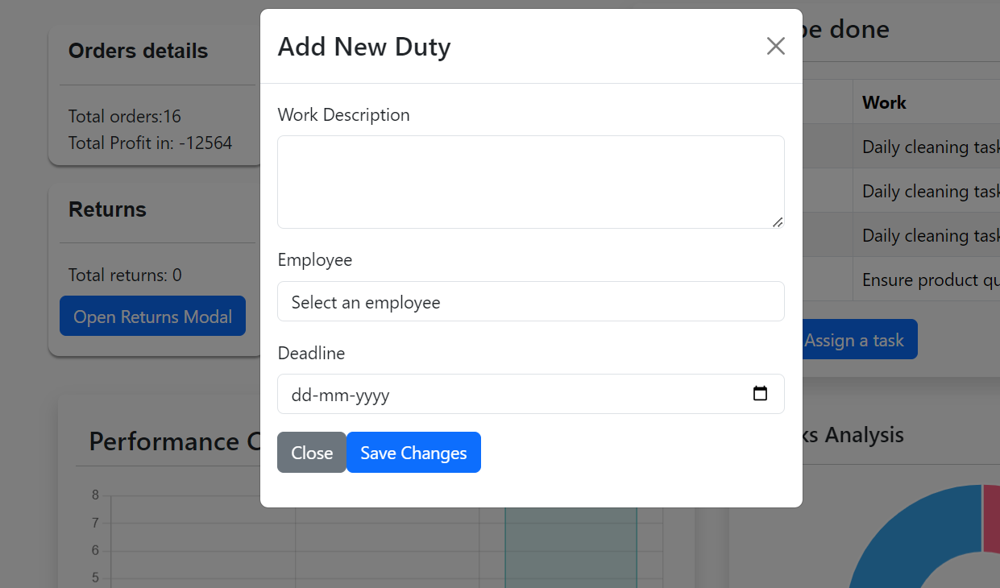 Orders details
Total orders:16
Total Profit in: -12564
Returns
Total returns: 0
Open Returns Modal
Add New Duty
Work Description
Employee
Select an employee
Deadline
dd-mm-yyyy
Close Save Changes
be done
Work
Daily cleaning task
Daily cleaning task
Daily cleaning task
Ensure product
Assign a task
Performance
8
7
6
5
Analysis